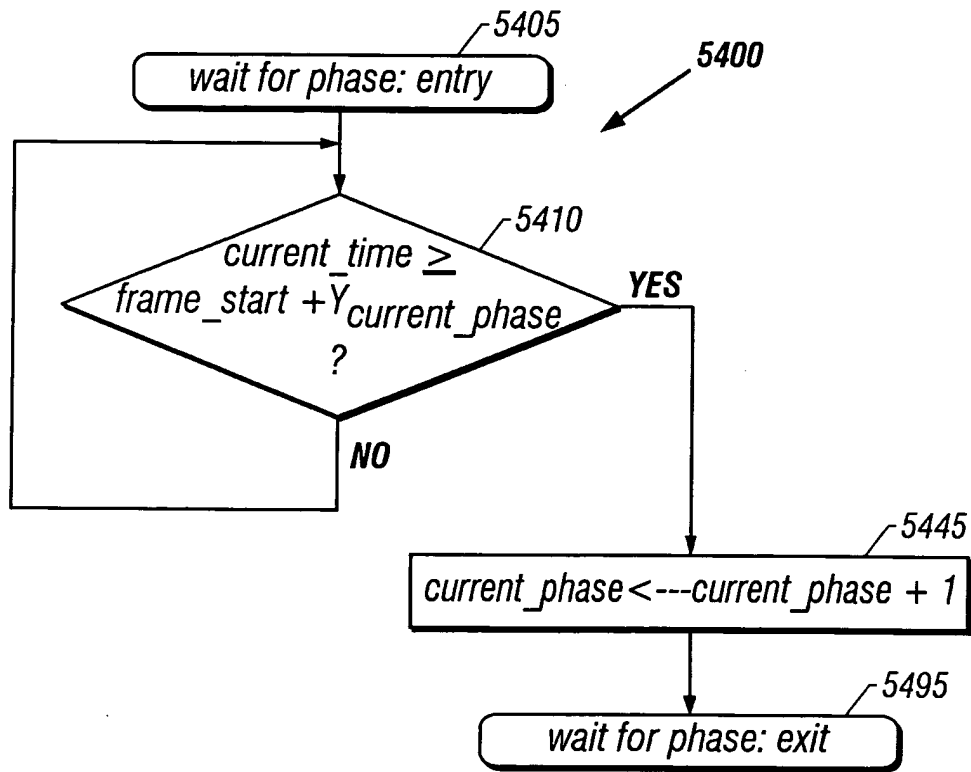 5405
wait for phase: entry
5400
5410
current_time ≥
frame_start + Y current_phase
?
YES
NO
5445
current_phase<---current_phase + 1
5495
wait for phase: exit